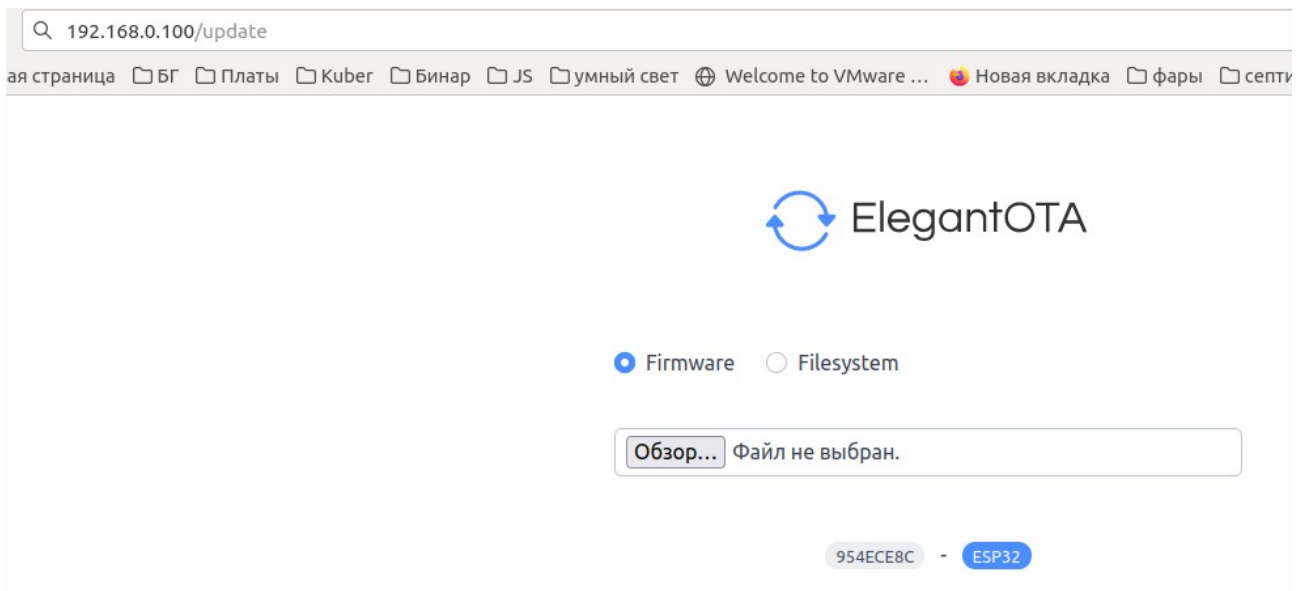 192.168.0.100/update
ая страница БГ Платы Kuber Бинар JS умный свет Welcome to VMware … Новая вкладка фары септи
ElegantOTA
Firmware Filesystem
Обзор... Файл не выбран.
954ECE8C - ESP32